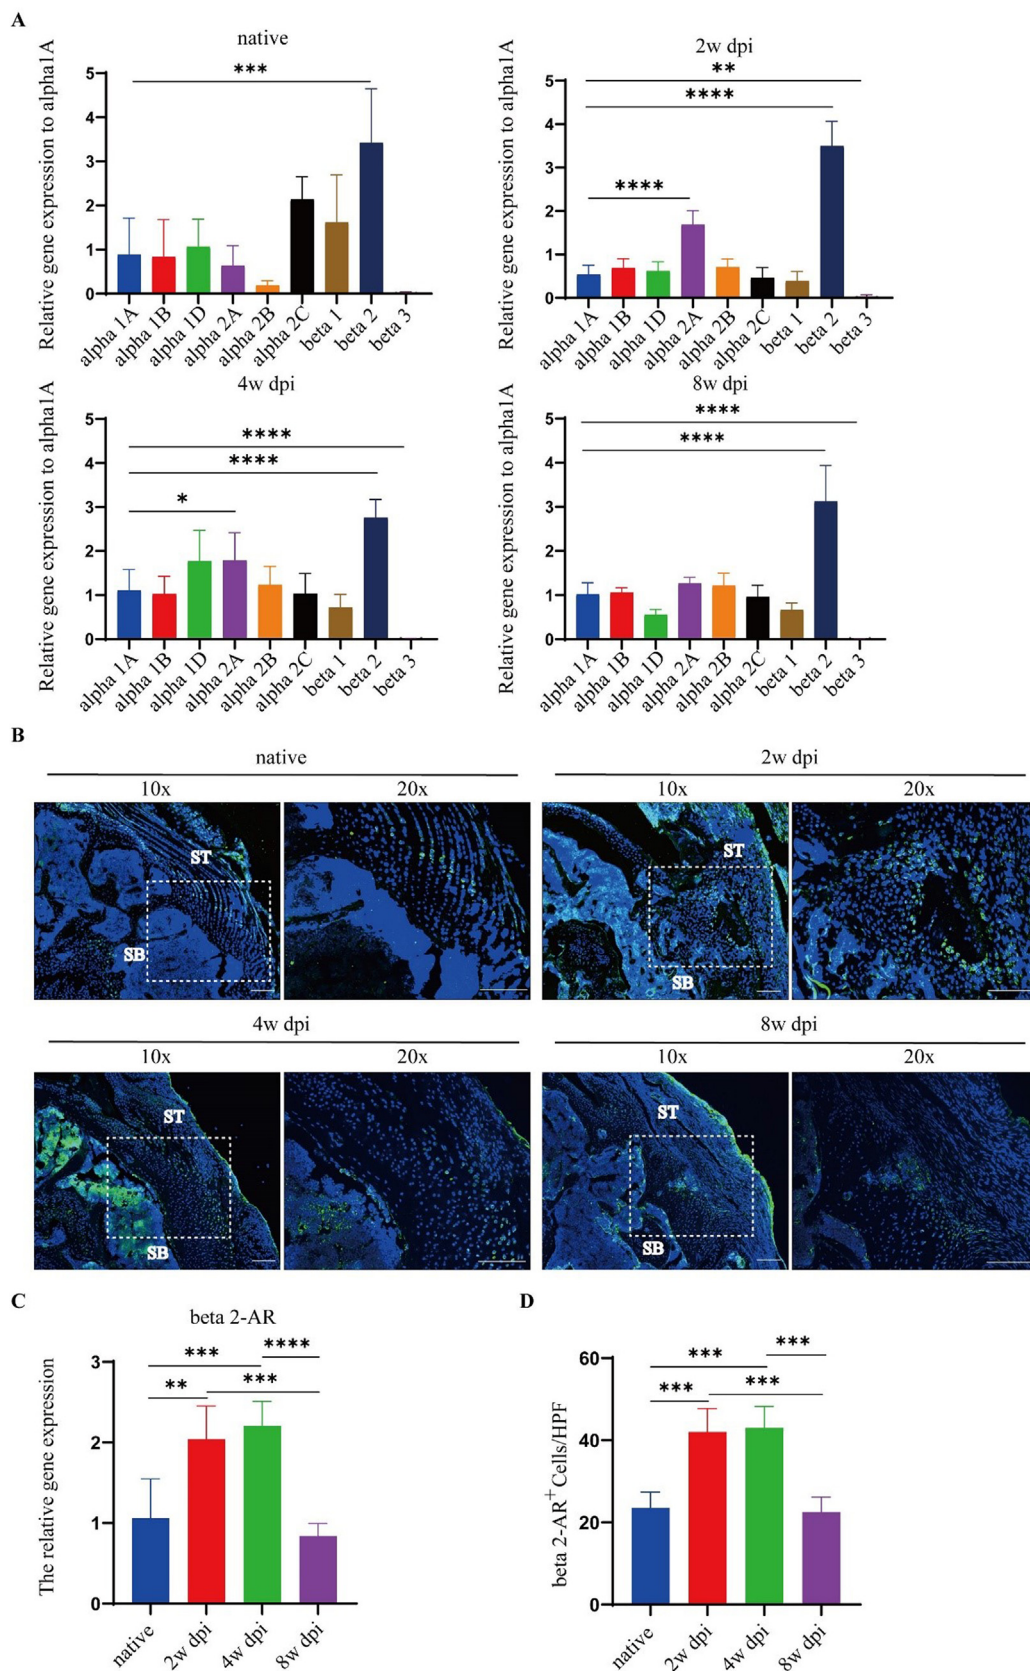 A
native
Relative gene expression to alpha1A
***
5
4
3
2
1
0
alpha 1A
alpha 1B
alpha 1D
alpha 2A
alpha 2B
alpha 2C
beta 1
beta 2
beta 3
2w dpi
Relative gene expression to alpha1A
**
****
****
5
4
3
2
1
0
alpha 1A
alpha 1B
alpha 1D
alpha 2A
alpha 2B
alpha 2C
beta 1
beta 2
beta 3
4w dpi
Relative gene expression to alpha1A
****
****
*
5
4
3
2
1
0
alpha 1A
alpha 1B
alpha 1D
alpha 2A
alpha 2B
alpha 2C
beta 1
beta 2
beta 3
8w dpi
Relative gene expression to alpha1A
****
****
5
4
3
2
1
0
alpha 1A
alpha 1B
alpha 1D
alpha 2A
alpha 2B
alpha 2C
beta 1
beta 2
beta 3
B
native
10x 20x
ST
SB
2w dpi
10x 20x
ST
SB
4w dpi
10x 20x
ST
SB
8w dpi
10x 20x
ST
SB
C
beta 2-AR
The relative gene expression
****
***
** ***
3
2
1
0
native
2w dpi
4w dpi
8w dpi
D
beta 2-AR+ Cells/HPF
***
***
*** ***
60
40
20
0
native
2w dpi
4w dpi
8w dpi